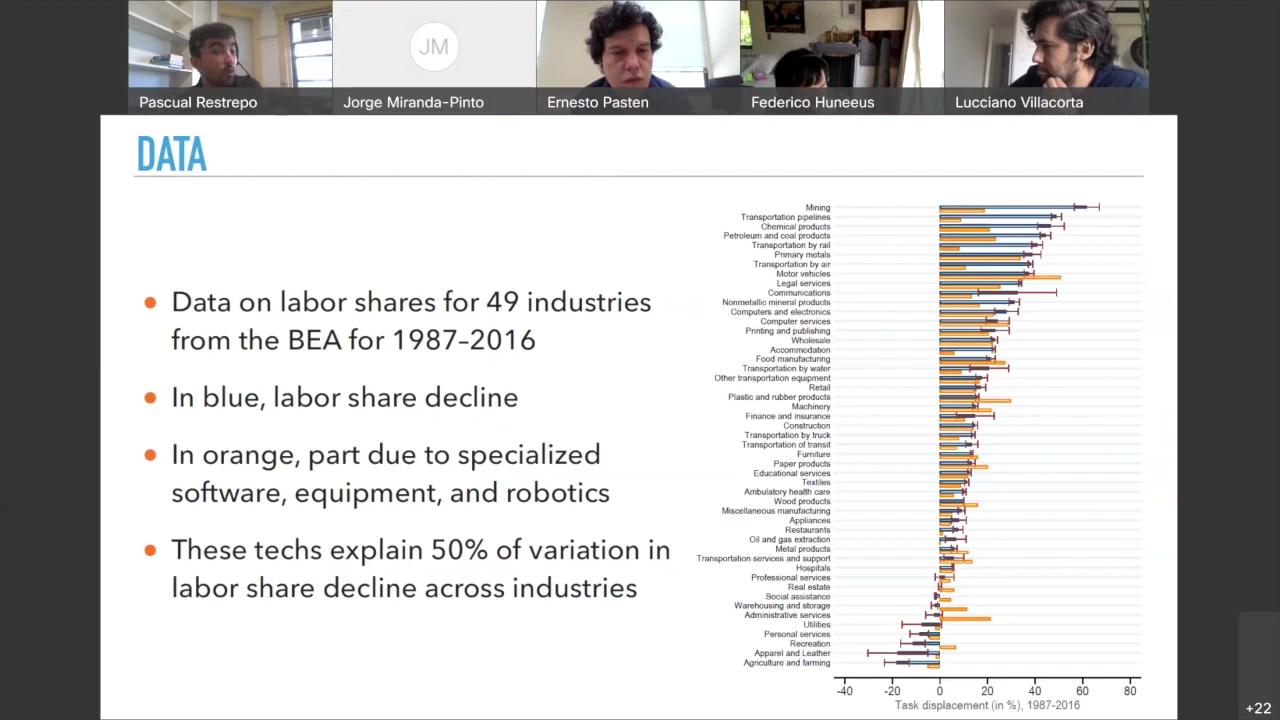 Pascual Restrepo
JM
Jorge Miranda-Pinto
Ernesto Pasten
Federico Huneeus
Lucciano Villacorta
DATA
• Data on labor shares for 49 industries
from the BEA for 1987–2016
• In blue, labor share decline
• In orange, part due to specialized
software, equipment, and robotics
• These techs explain 50% of variation in
labor share decline across industries
Mining
Transportation pipelines
Chemical products
Petroleum and coal products
Transportation by rail
Primary metals
Transportation by air
Motor vehicles
Legal services
Communications
Nonmetallic mineral products
Computers and electronics
Computer services
Printing and publishing
Wholesale
Accommodation
Food manufacturing
Transportation by water
Other transportation equipment
Retail
Plastic and rubber products
Machinery
Finance and insurance
Construction
Transportation by truck
Transportation of transit
Furniture
Paper products
Educational services
Textiles
Ambulatory health care
Wood products
Miscellaneous manufacturing
Appliances
Restaurants
Oil and gas extraction
Metal products
Transportation services and support
Hospitals
Professional services
Real estate
Social assistance
Warehousing and storage
Administrative services
Utilities
Personal services
Recreation
Apparel and Leather
Agriculture and farming
-40 -20 0 20 40 60 80
Task displacement (in %), 1987-2016
+22